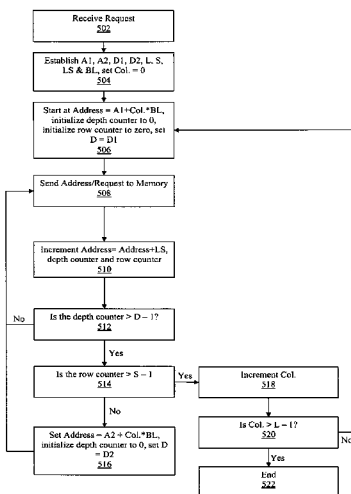 Receive Request
502
Establish A1, A2, D1, D2, L, S,
LS & BL, set Col. = 0
504
Start at Address = A1+Col.*BL,
initialize depth counter to 0,
initialize row counter to zero, set
D = D1
506
Send Address/Request to Memory
508
Increment Address= Address+LS,
depth counter and row counter
510
No
Is the depth counter > D – 1?
512
Yes
Is the row counter > S – 1
514
Yes
Increment Col.
518
No
Set Address = A2 + Col.*BL,
initialize depth counter to 0, set D
= D2
516
Is Col. > L – 1?
520
No
Yes
End
522